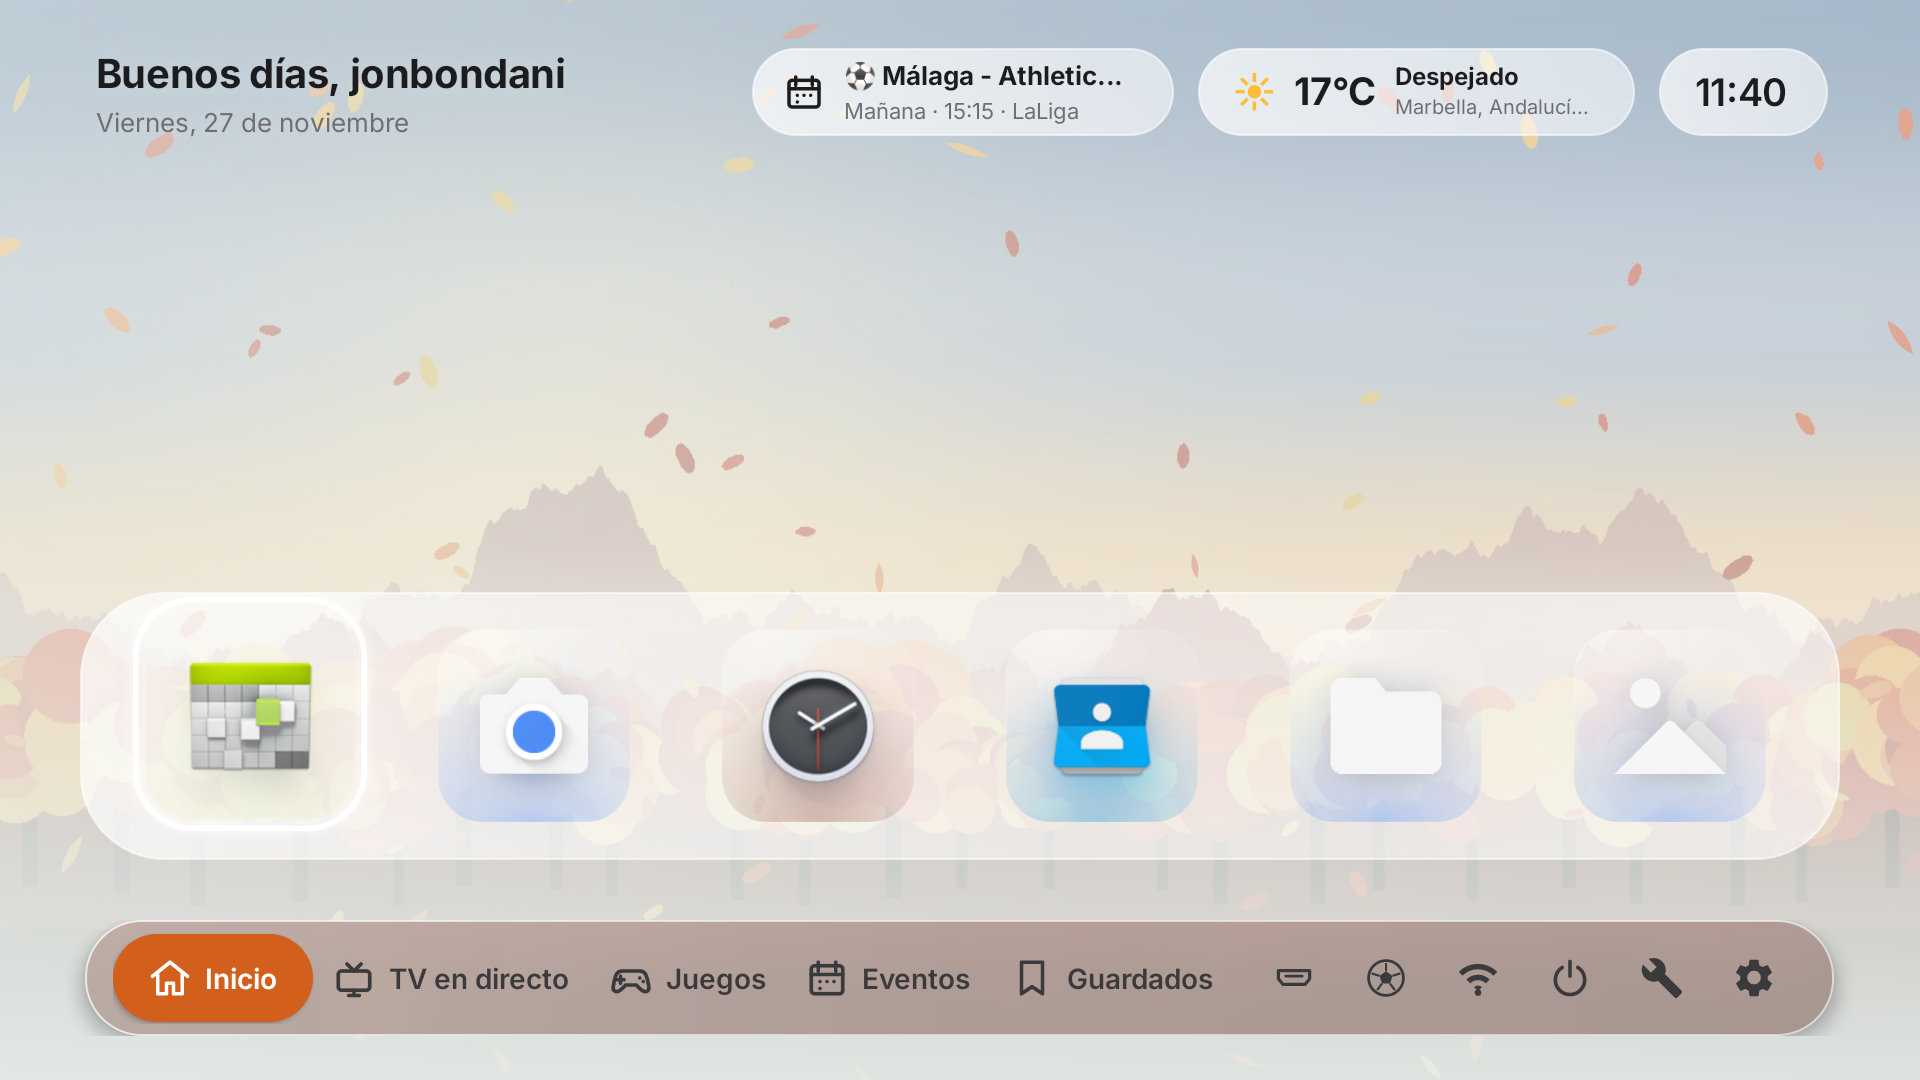 Buenos días, jonbondani
Viernes, 27 de noviembre
⚽ Málaga - Athletic...
Mañana · 15:15 · LaLiga
17°C
Despejado
Marbella, Andalucí...
11:40
Inicio
TV en directo
Juegos
Eventos
Guardados